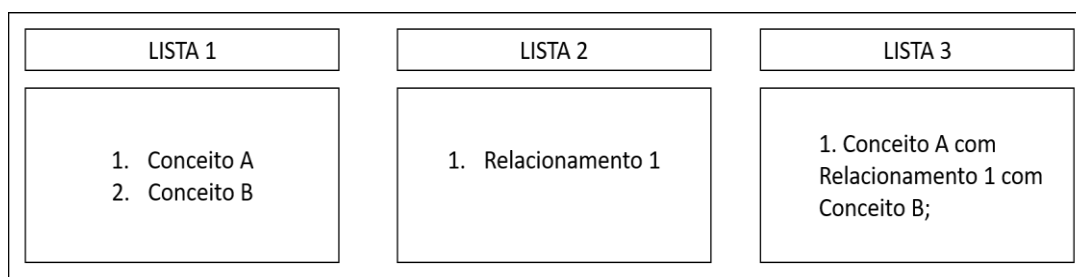 LISTA 1
1. Conceito A
2. Conceito B
LISTA 2
1. Relacionamento 1
LISTA 3
1. Conceito A com
Relacionamento 1 com
Conceito B;